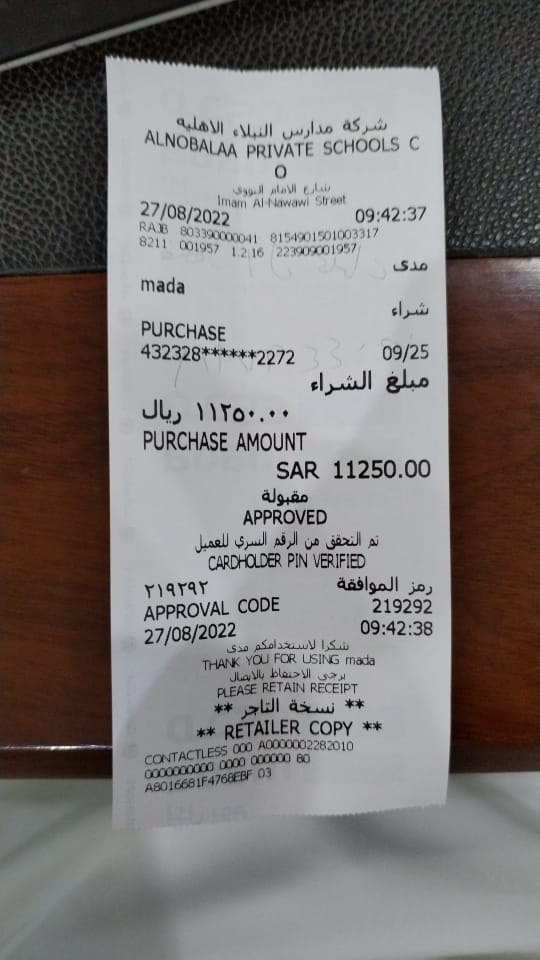 شركة مدارس النبلاء الاهليه
ALNOBALAA PRIVATE SCHOOLS C
O
شارع الامام النووي
Imam Al-Nawawi Street
27/08/2022 09:42:37
RAJB 803390000041 8154901501003317
8211 001957 1.2.16 223909001957
مدى
mada
شراء
PURCHASE
432328******2272 09/25
مبلغ الشراء
١١٢٥٠.٠٠ ريال
PURCHASE AMOUNT
SAR 11250.00
مقبولة
APPROVED
تم التحقق من الرقم السري للعميل
CARDHOLDER PIN VERIFIED
رمز الموافقة ٢١٩٢٩٢
APPROVAL CODE 219292
27/08/2022 09:42:38
شكرا لاستخدامكم مدى
THANK YOU FOR USING mada
يرجى الاحتفاظ بالايصال
PLEASE RETAIN RECEIPT
** نسخة التاجر **
** RETAILER COPY **
CONTACTLESS 000 A0000002282010
0000000000 0000 000000 80
A8016681F4768EBF 03